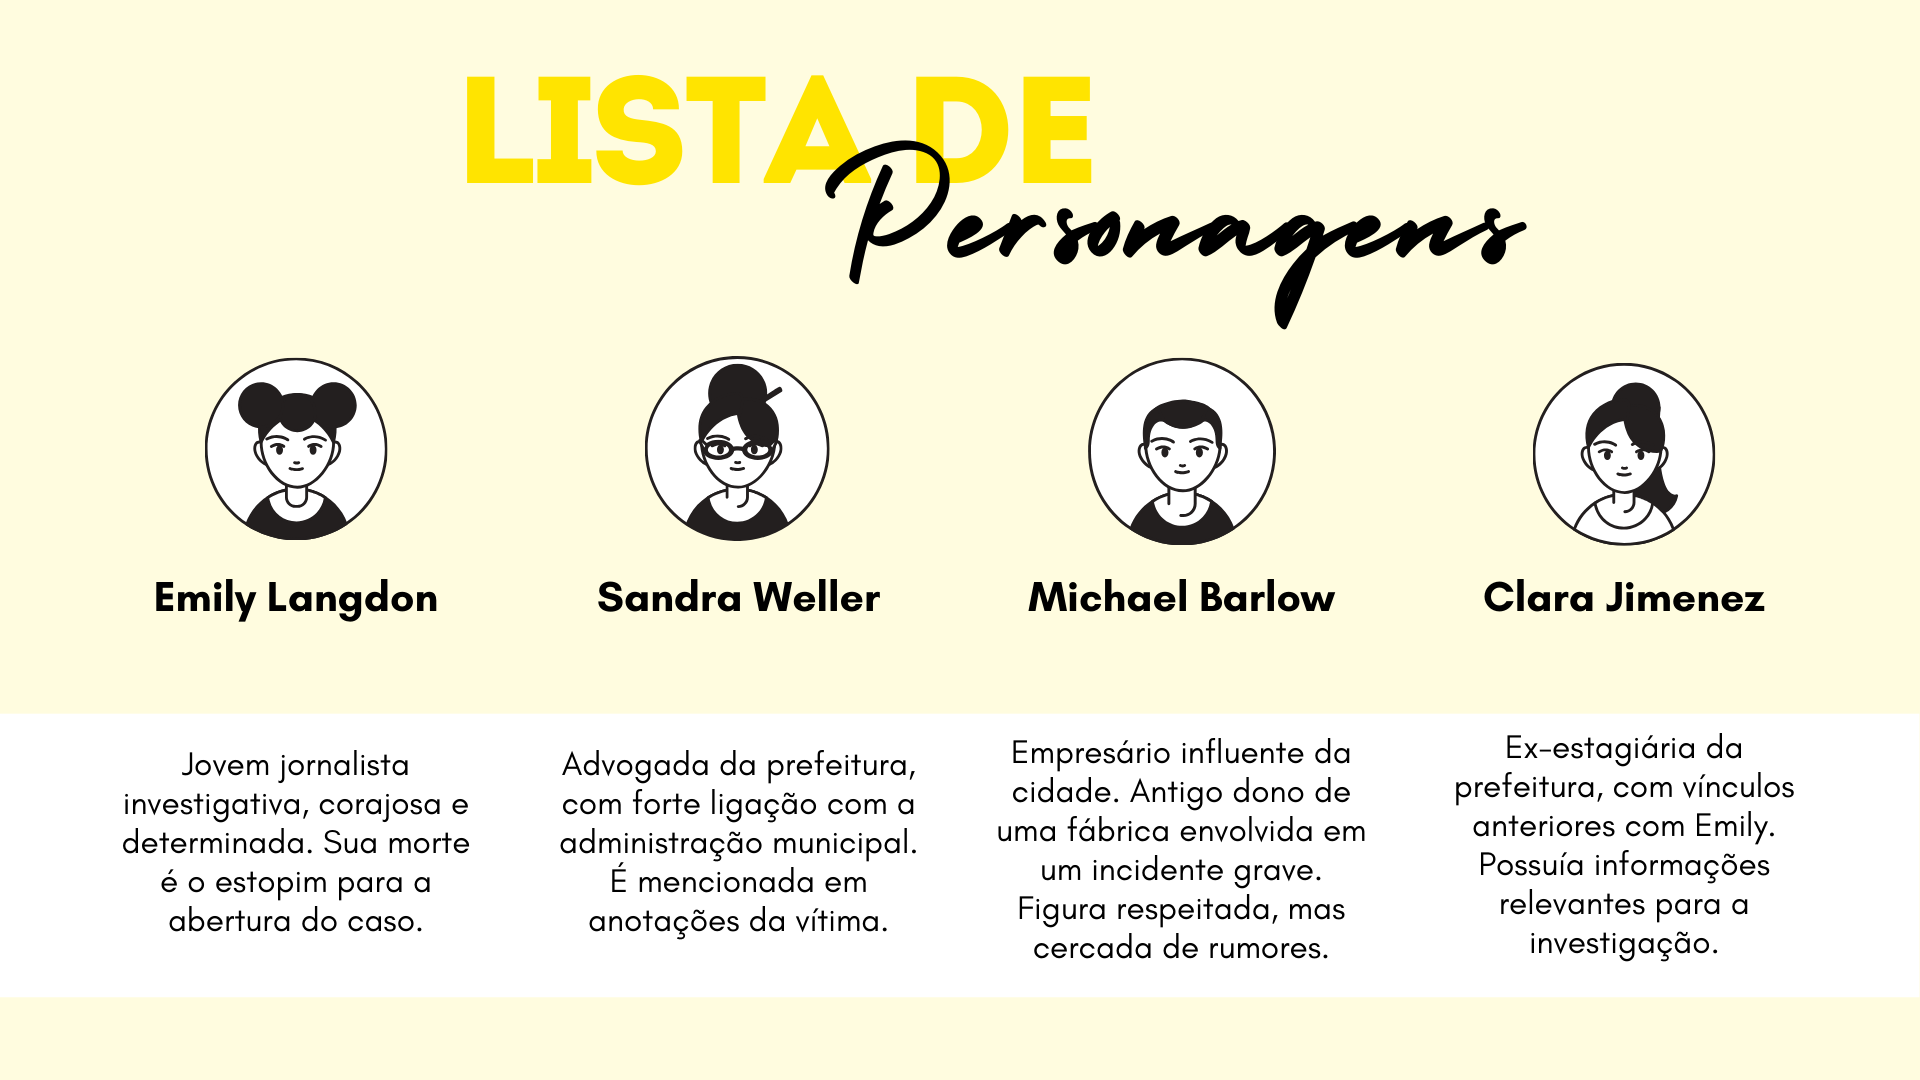 LISTA DE
Personagens
Emily Langdon
Sandra Weller
Michael Barlow
Clara Jimenez
Jovem jornalista
investigativa, corajosa e
determinada. Sua morte
é o estopim para a
abertura do caso.
Advogada da prefeitura,
com forte ligação com a
administração municipal.
É mencionada em
anotações da vítima.
Empresário influente da
cidade. Antigo dono de
uma fábrica envolvida em
um incidente grave.
Figura respeitada, mas
cercada de rumores.
Ex-estagiária da
prefeitura, com vínculos
anteriores com Emily.
Possuía informações
relevantes para a
investigação.